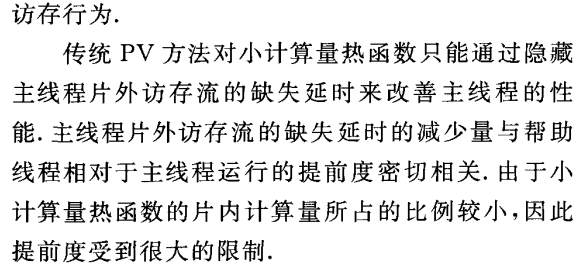 访存行为.
传统 PV 方法对小计算量热函数只能通过隐藏
主线程片外访存流的缺失延时来改善主线程的性
能. 主线程片外访存流的缺失延时的减少量与帮助
线程相对于主线程运行的提前度密切相关. 由于小
计算量热函数的片内计算量所占的比例较小,因此
提前度受到很大的限制.